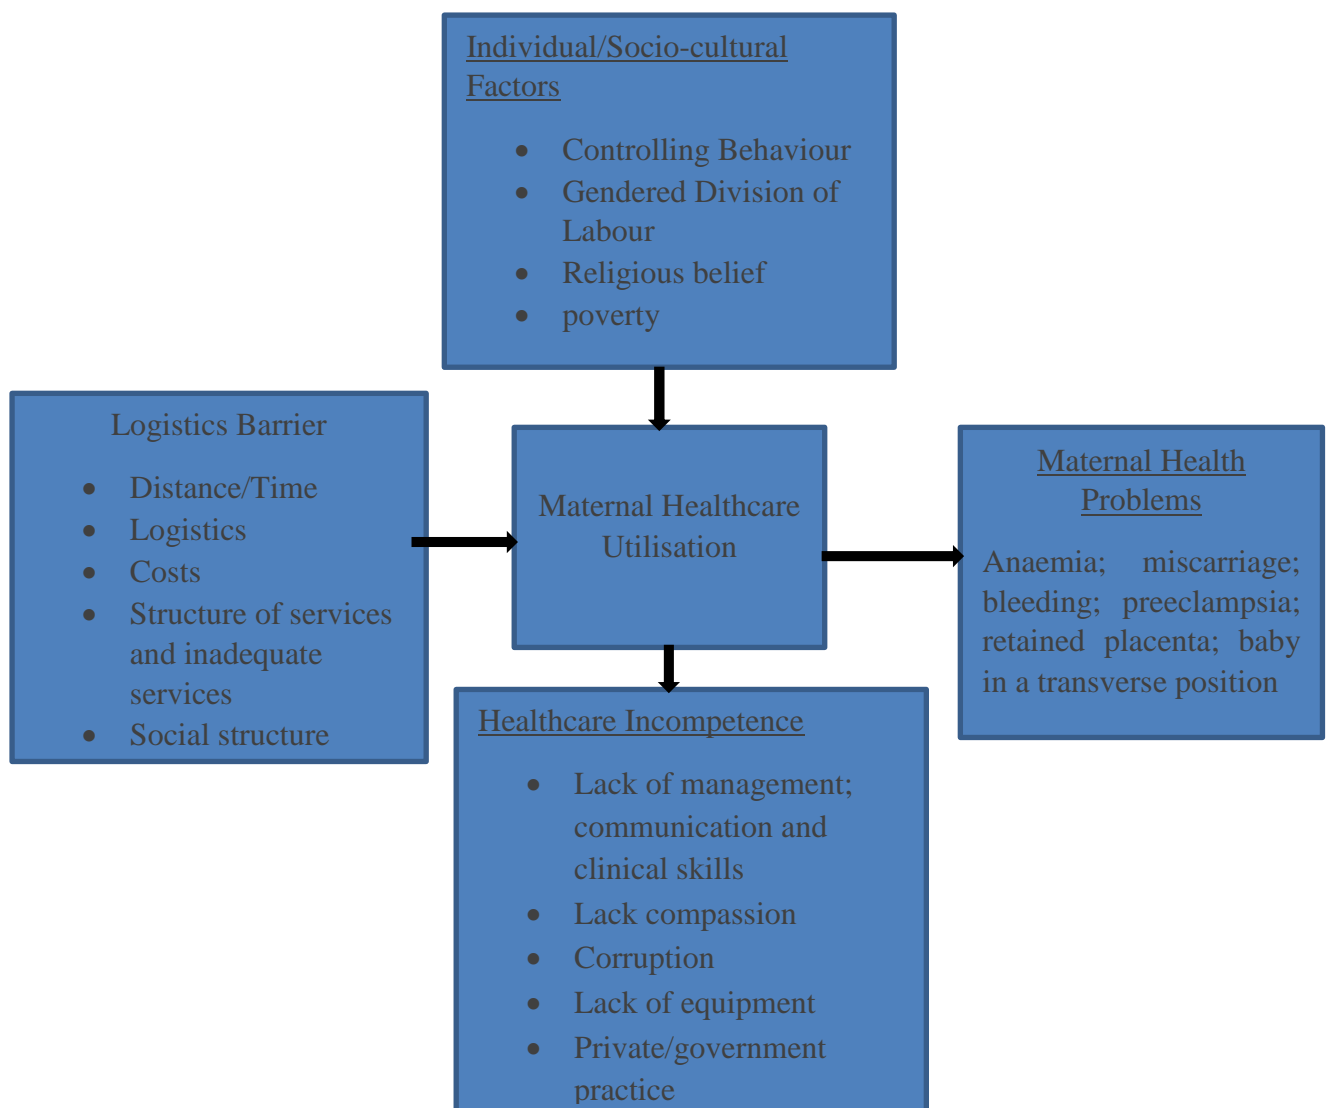 Individual/Socio-cultural
Factors
● Controlling Behaviour
● Gendered Division of
Labour
● Religious belief
● poverty
Logistics Barrier
● Distance/Time
● Logistics
● Costs
● Structure of services
and inadequate
services
● Social structure
Maternal Healthcare
Utilisation
Maternal Health
Problems
Anaemia; miscarriage;
bleeding; preeclampsia;
retained placenta; baby
in a transverse position
Healthcare Incompetence
● Lack of management;
communication and
clinical skills
● Lack compassion
● Corruption
● Lack of equipment
● Private/government
practice